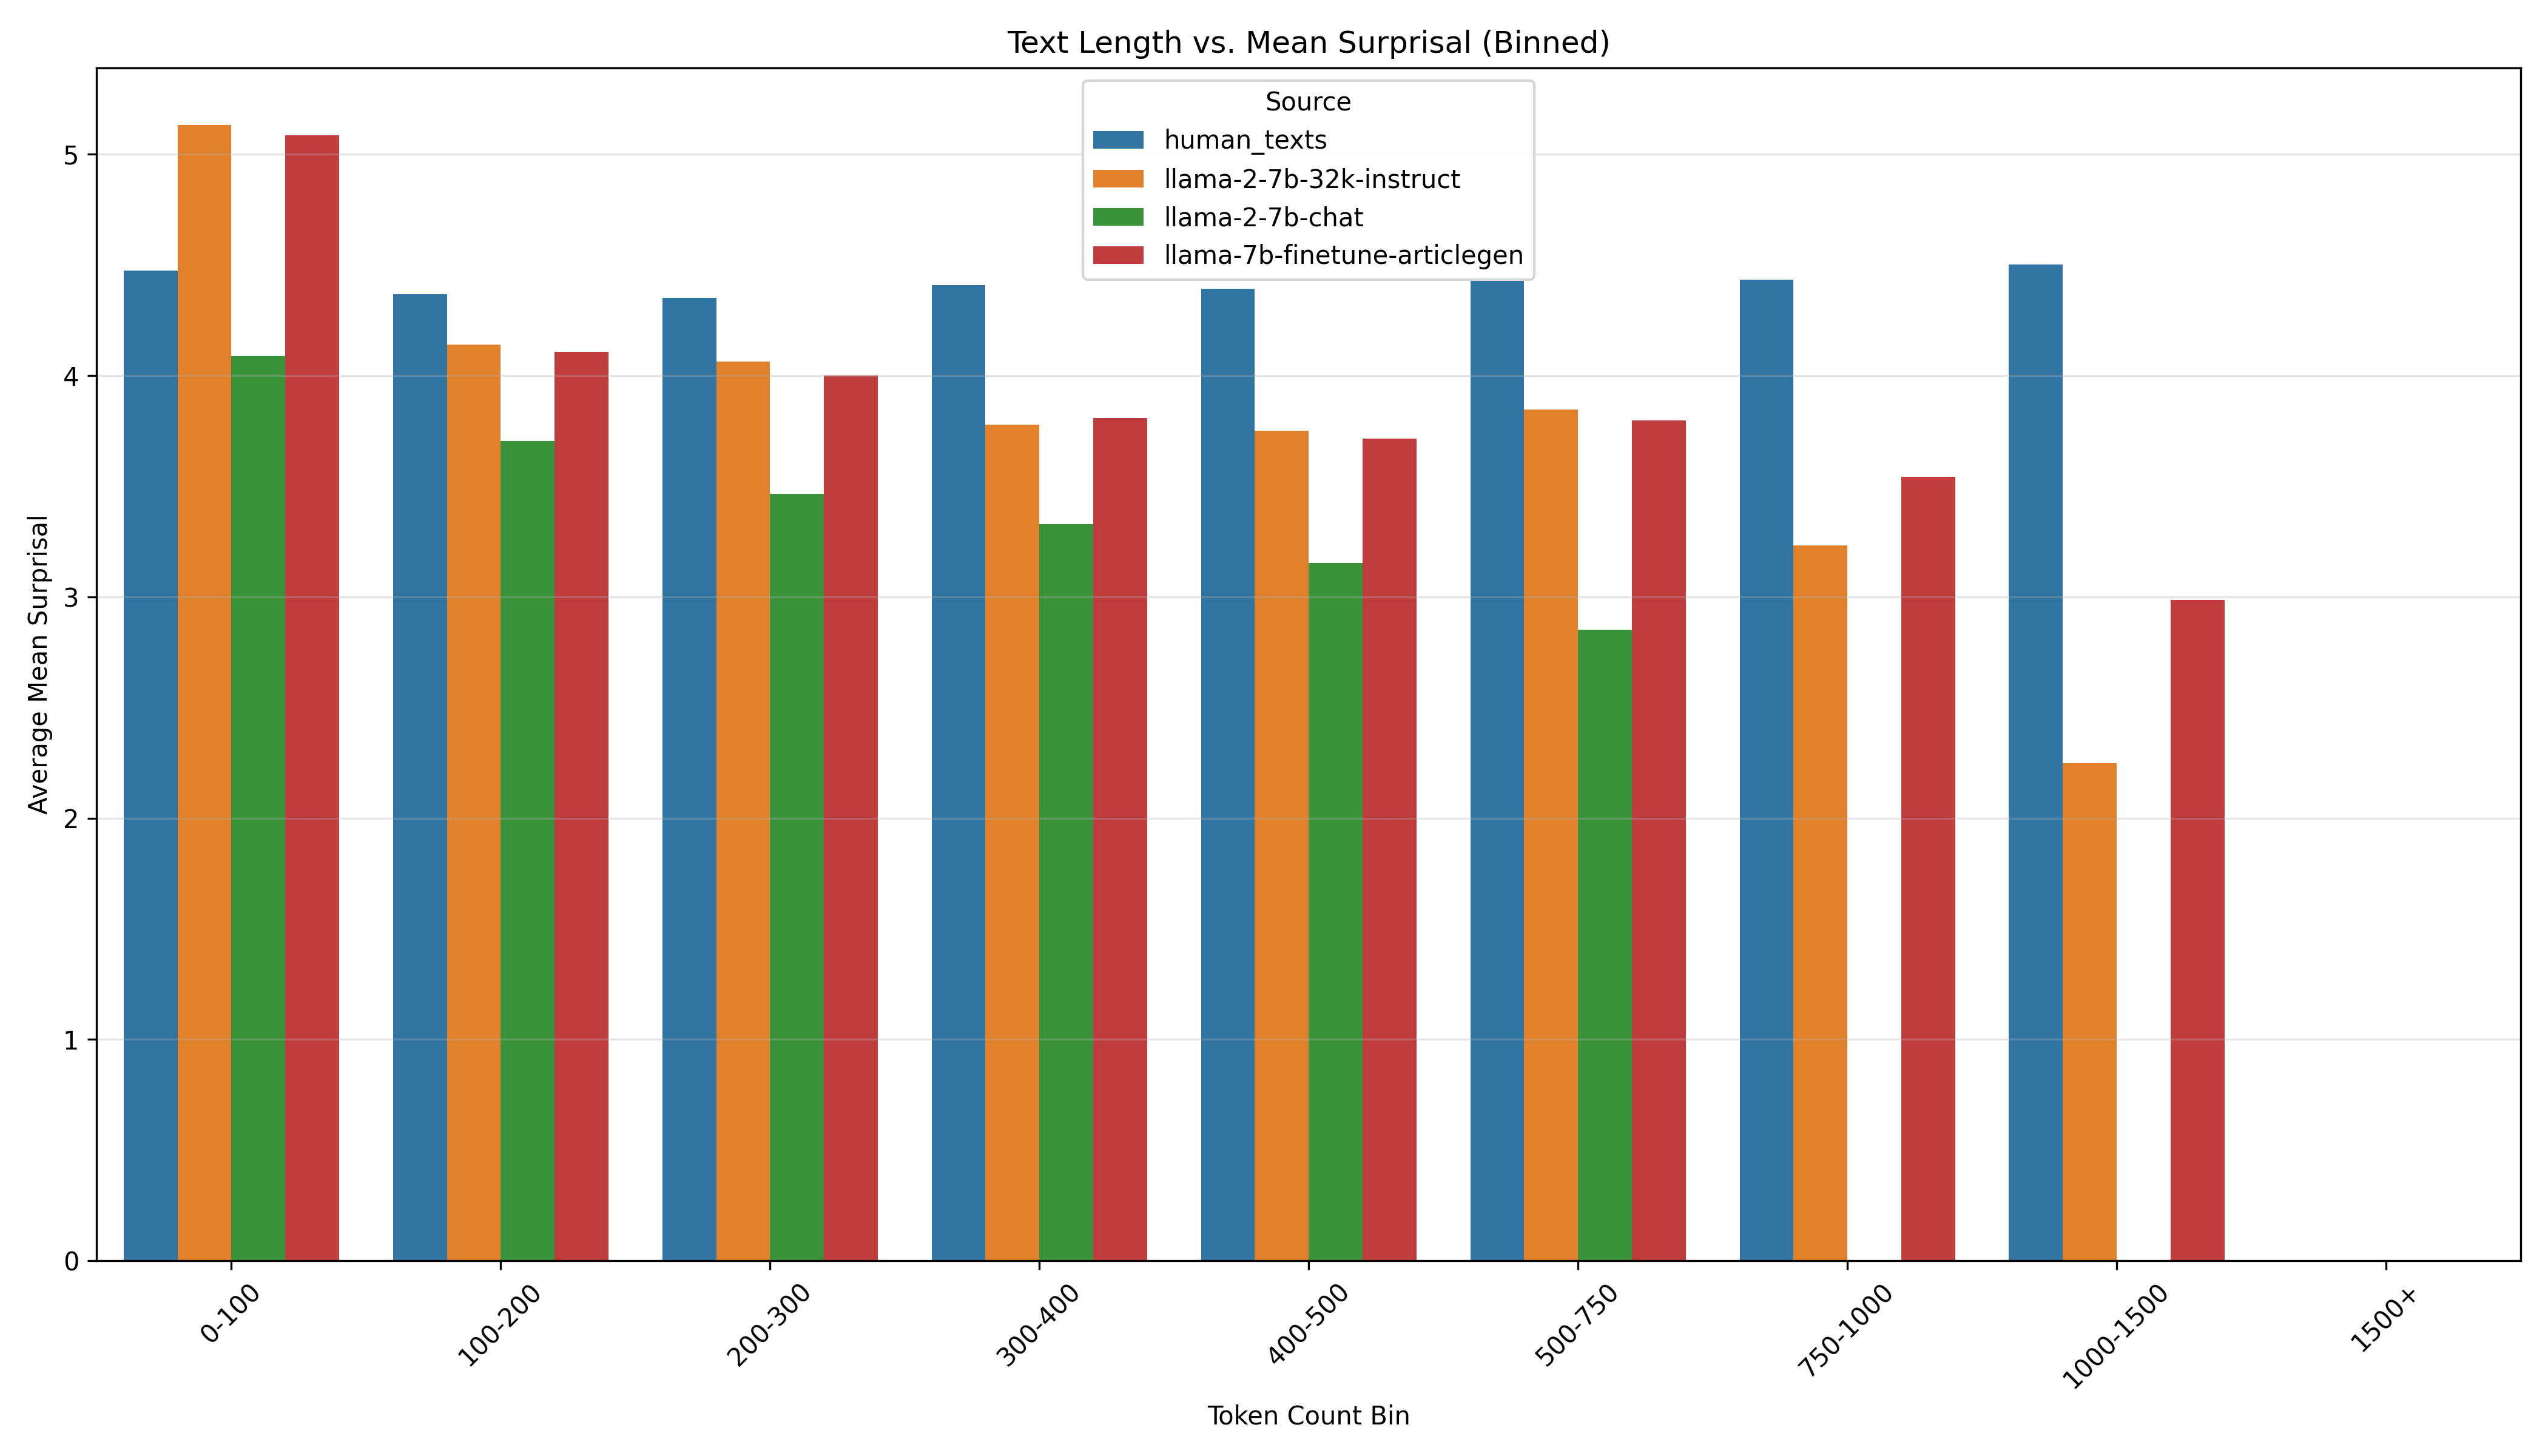 Text Length vs. Mean Surprisal (Binned)
Source
human_texts
llama-2-7b-32k-instruct
llama-2-7b-chat
llama-7b-finetune-articlegen
Average Mean Surprisal
5
4
3
2
1
0
0-100
100-200
200-300
300-400
400-500
500-750
750-1000
1000-1500
1500+
Token Count Bin